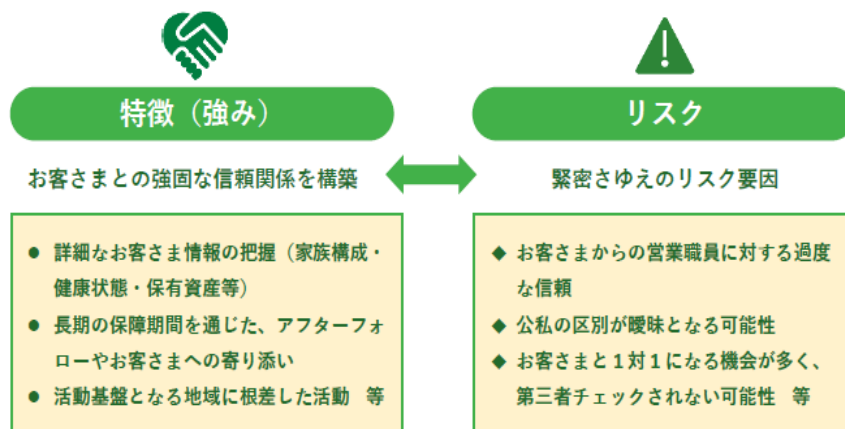 特徴（強み）
お客さまとの強固な信頼関係を構築
● 詳細なお客さま情報の把握（家族構成・
健康状態・保有資産等）
● 長期の保障期間を通じた、アフターフォ
ローやお客さまへの寄り添い
● 活動基盤となる地域に根差した活動　等
リスク
緊密さゆえのリスク要因
◆ お客さまからの営業職員に対する過度
な信頼
◆ 公私の区別が曖昧となる可能性
◆ お客さまと１対１になる機会が多く、
第三者チェックされない可能性　等